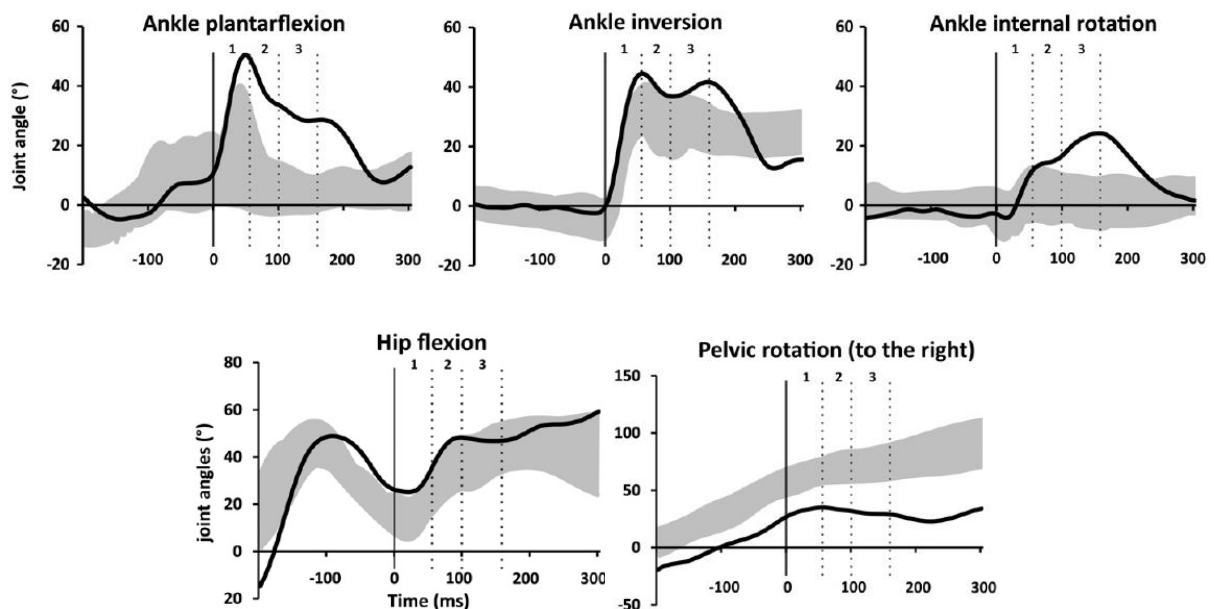 Ankle plantarflexion
60
40
20
0
-20
Joint angle (°)
1 2 3
-100 0 100 200 300
Ankle inversion
60
40
20
0
-20
1 2 3
-100 0 100 200 300
Ankle internal rotation
60
40
20
0
-20
1 2 3
-100 0 100 200 300
Hip flexion
80
60
40
20
0
20
joint angles (°)
1 2 3
-100 0 100 200 300
Time (ms)
Pelvic rotation (to the right)
150
100
50
0
-50
1 2 3
-100 0 100 200 300